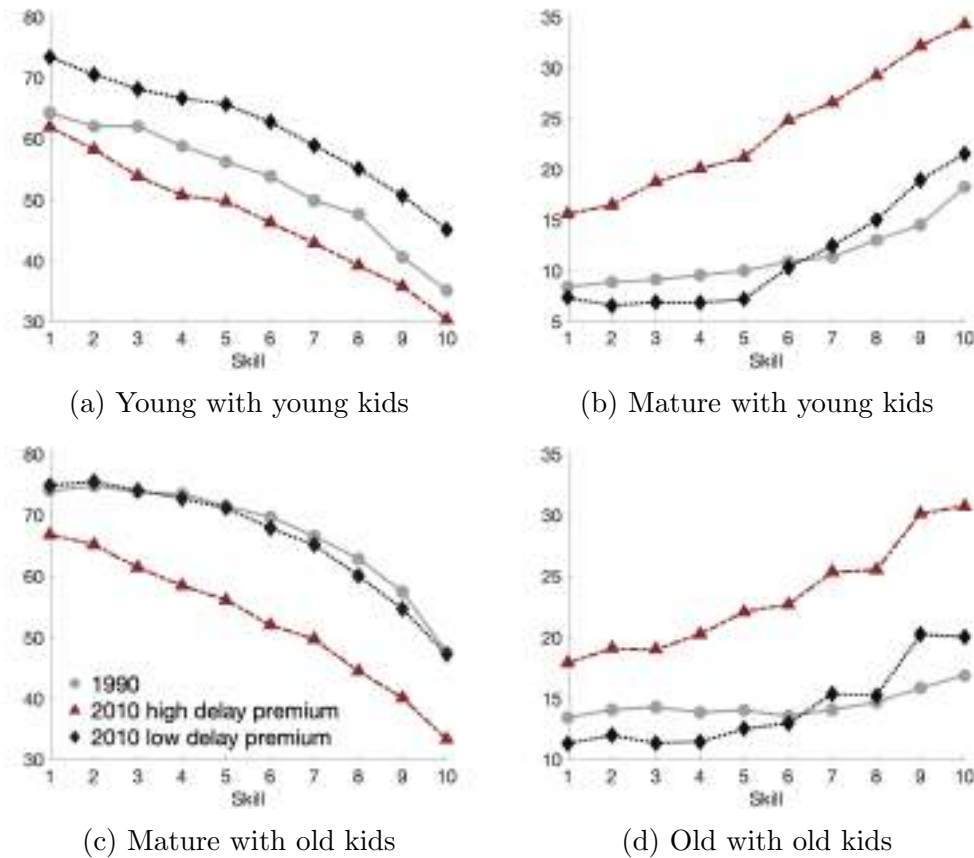 80
70
60
50
40
30
1 2 3 4 5 6 7 8 9 10
Skill
(a) Young with young kids
35
30
25
20
15
10
5
1 2 3 4 5 6 7 8 9 10
Skill
(b) Mature with young kids
80
70
60
50
40
30
1990
2010 high delay premium
2010 low delay premium
1 2 3 4 5 6 7 8 9 10
Skill
(c) Mature with old kids
35
30
25
20
15
10
1 2 3 4 5 6 7 8 9 10
Skill
(d) Old with old kids